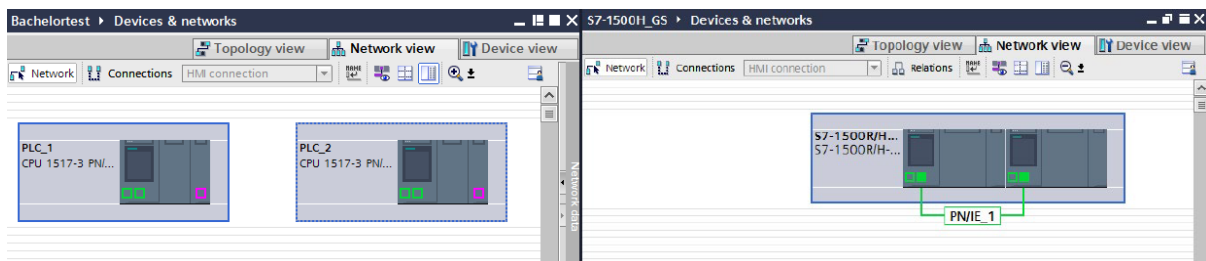 Bachelortest ▸ Devices & networks
Topology view Network view Device view
Network Connections HMI connection
PLC_1
CPU 1517-3 PN/...
PLC_2
CPU 1517-3 PN/...
Network data
S7-1500H_GS ▸ Devices & networks
Topology view Network view Device view
Network Connections HMI connection Relations
S7-1500R/H...
S7-1500R/H-...
PN/IE_1